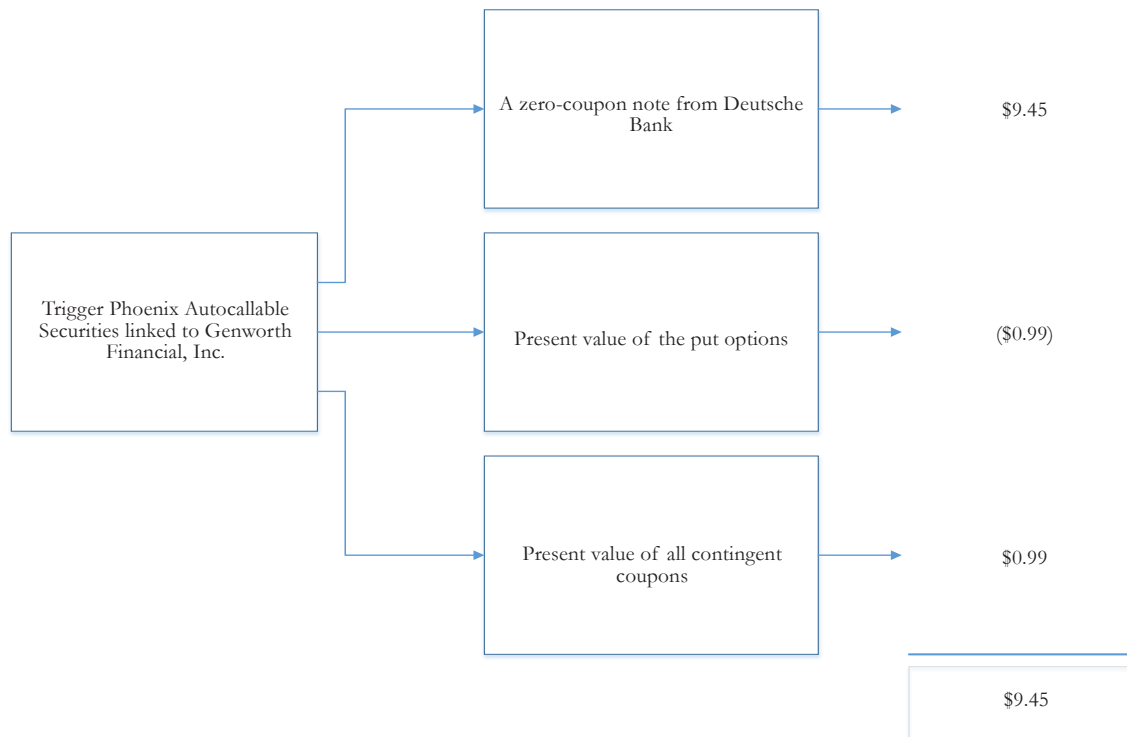 A zero-coupon note from Deutsche
Bank
$9.45
Trigger Phoenix Autocallable
Securities linked to Genworth
Financial, Inc.
Present value of the put options
($0.99)
Present value of all contingent
coupons
$0.99
$9.45